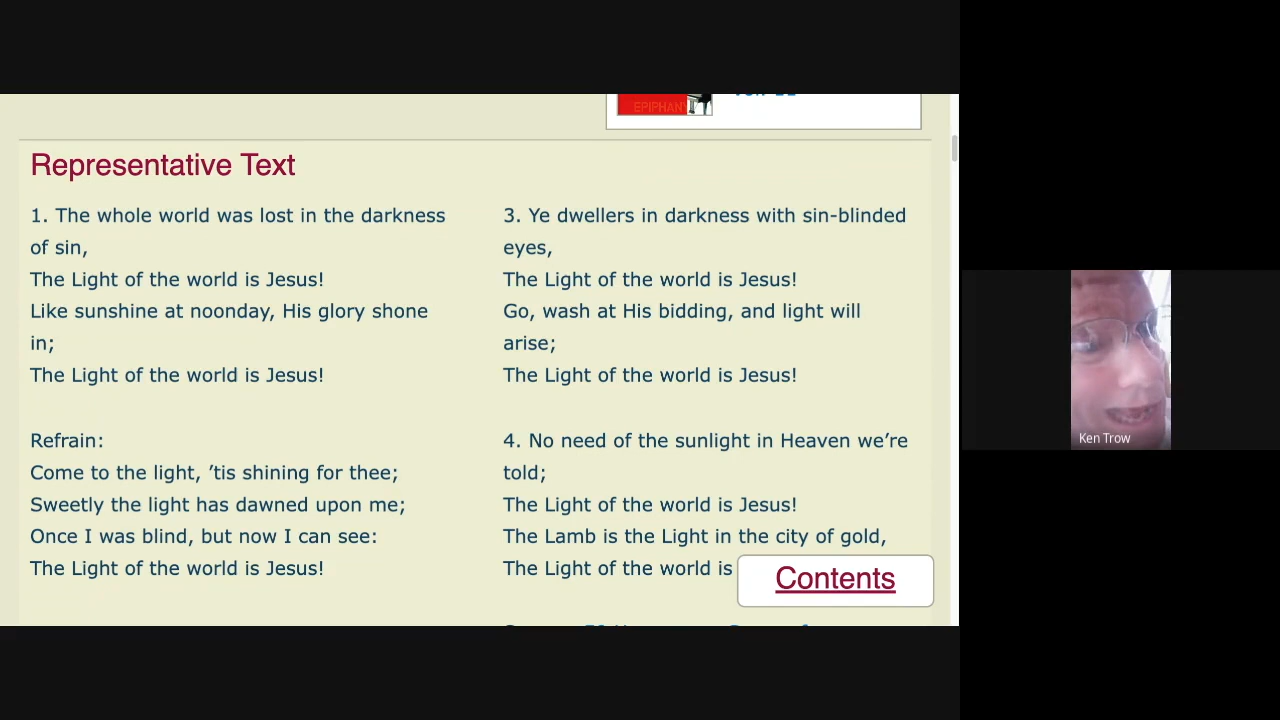 EPIPHANY
Representative Text
1. The whole world was lost in the darkness
of sin,
The Light of the world is Jesus!
Like sunshine at noonday, His glory shone
in;
The Light of the world is Jesus!
Refrain:
Come to the light, ’tis shining for thee;
Sweetly the light has dawned upon me;
Once I was blind, but now I can see:
The Light of the world is Jesus!
3. Ye dwellers in darkness with sin-blinded
eyes,
The Light of the world is Jesus!
Go, wash at His bidding, and light will
arise;
The Light of the world is Jesus!
4. No need of the sunlight in Heaven we’re
told;
The Light of the world is Jesus!
The Lamb is the Light in the city of gold,
The Light of the world is
Contents
Ken Trow